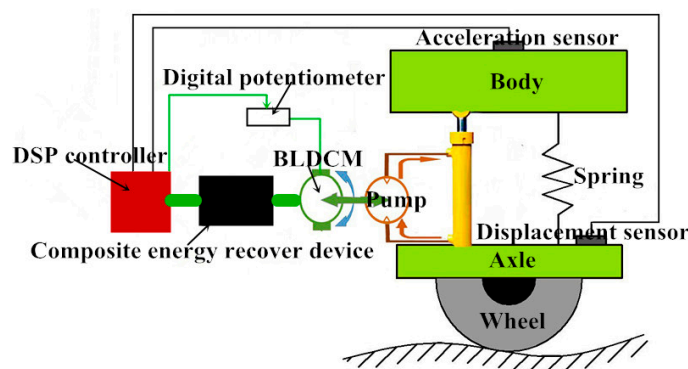 Acceleration sensor
Digital potentiometer
Body
DSP controller
BLDCM
Pump
Spring
Displacement sensor
Composite energy recover device
Axle
Wheel